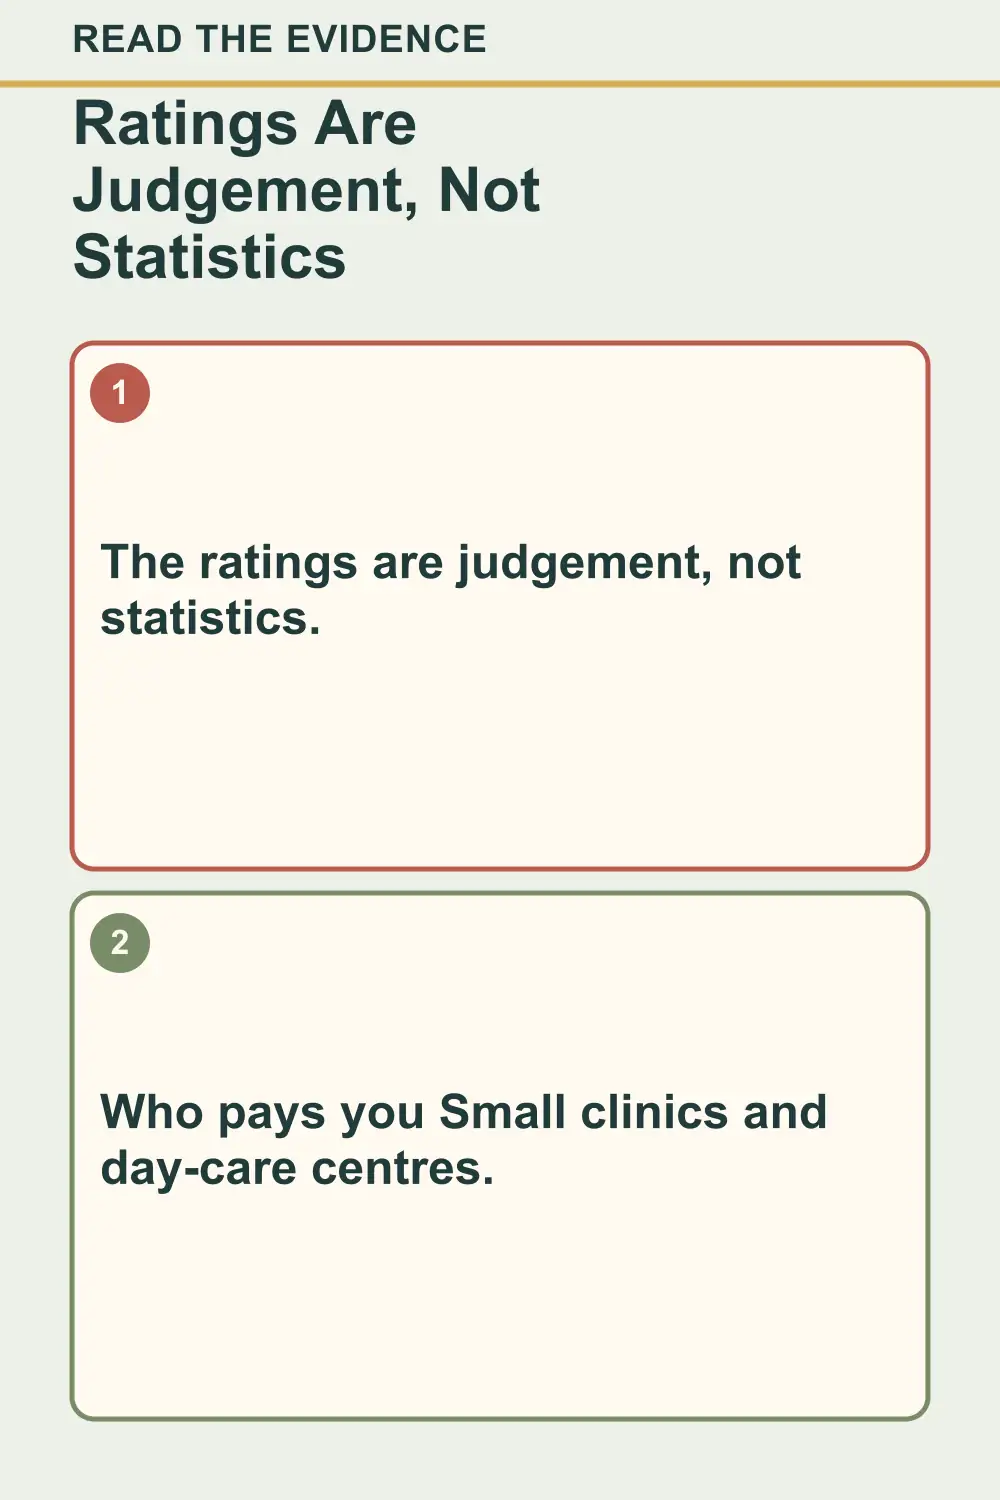 READ THE EVIDENCE
Ratings Are
Judgement, Not
Statistics
1
The ratings are judgement, not
statistics.
2
Who pays you Small clinics and
day-care centres.